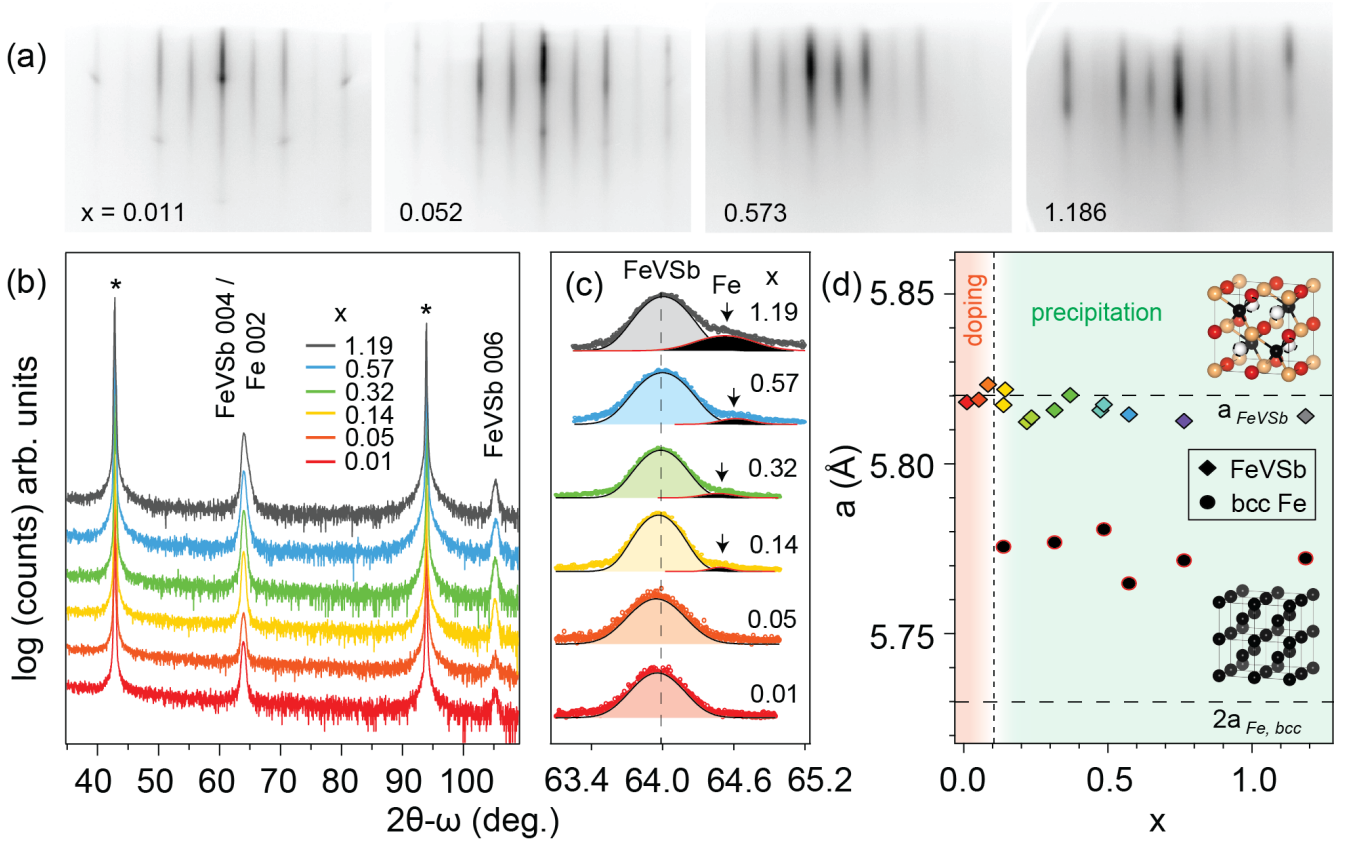 (a)
x = 0.011
0.052
0.573
1.186
(b)
*
*
FeVSb 004 /
Fe 002
FeVSb 006
x
1.19
0.57
0.32
0.14
0.05
0.01
log (counts) arb. units
40 50 60 70 80 90 100
2θ-ω (deg.)
(c)
FeVSb
Fe
x
1.19
0.57
0.32
0.14
0.05
0.01
63.4 64.0 64.6 65.2
(d)
doping
precipitation
a FeVSb
FeVSb
bcc Fe
2a Fe, bcc
5.85
5.80
5.75
a (Å)
0.0 0.5 1.0
x